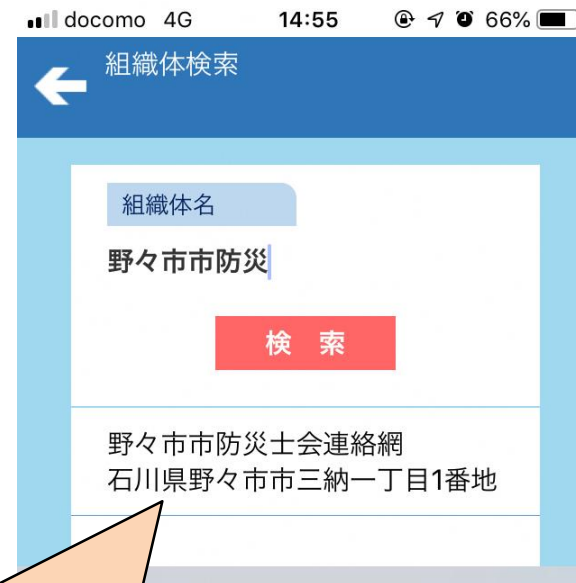 docomo 4G 14:55 66%
組織体検索
組織体名
野々市市防災
検 索
野々市市防災士会連絡網
石川県野々市市三納一丁目1番地